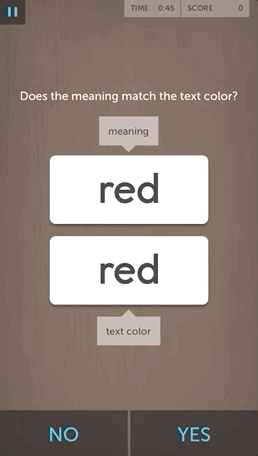 TIME 0:45 SCORE 0
Does the meaning match the text color?
meaning
red
red
text color
NO YES